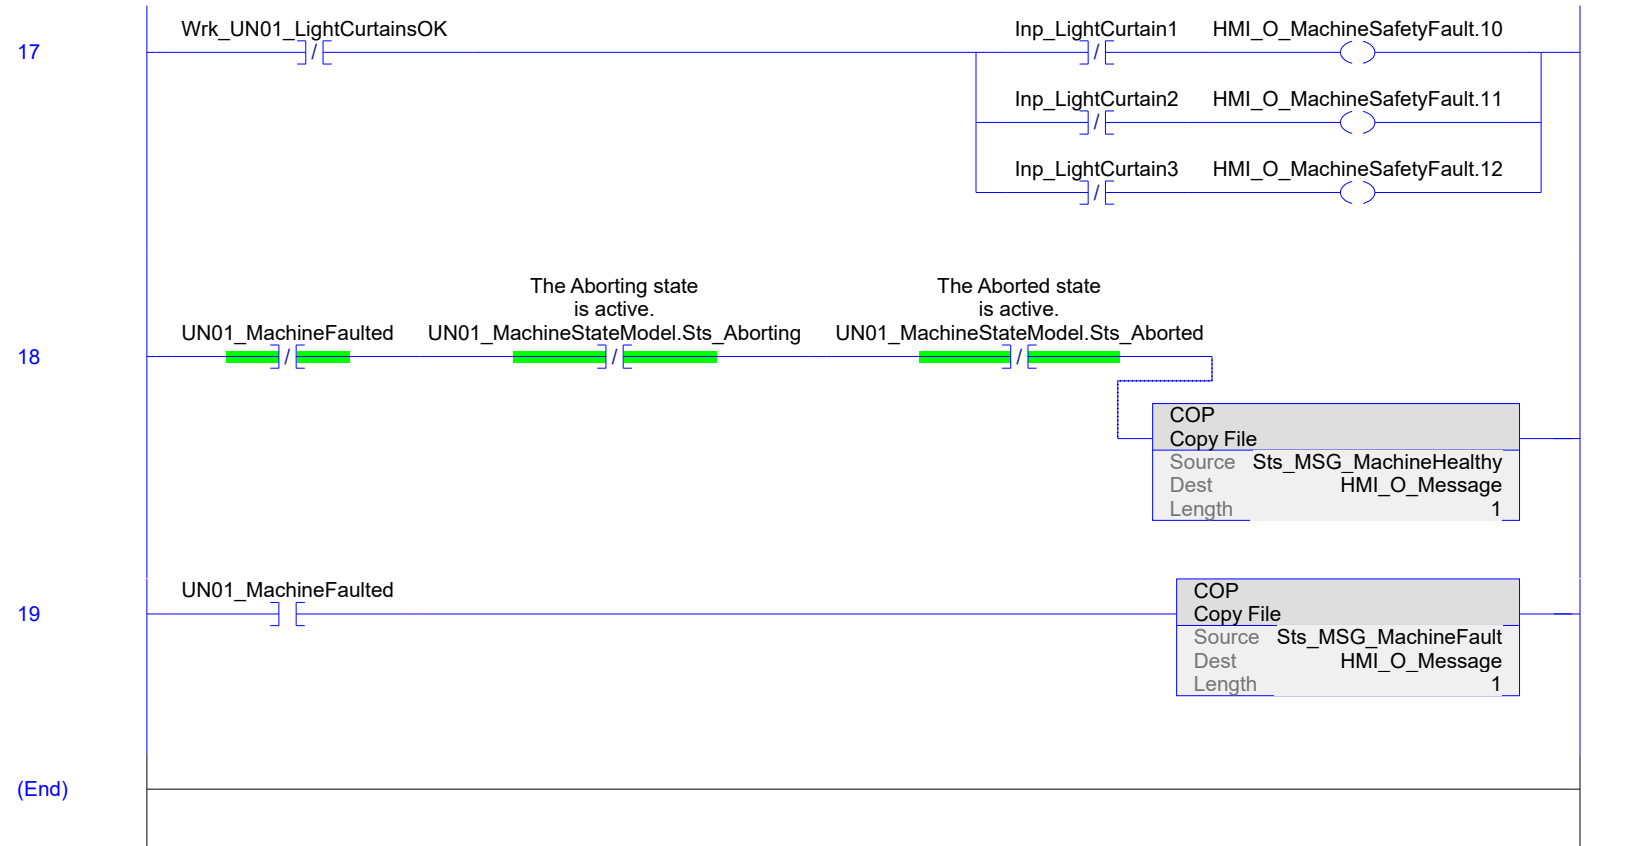 17
Wrk_UN01_LightCurtainsOK
Inp_LightCurtain1 HMI_O_MachineSafetyFault.10
Inp_LightCurtain2 HMI_O_MachineSafetyFault.11
Inp_LightCurtain3 HMI_O_MachineSafetyFault.12
18
UN01_MachineFaulted
The Aborting state
is active.
UN01_MachineStateModel.Sts_Aborting
The Aborted state
is active.
UN01_MachineStateModel.Sts_Aborted
COP
Copy File
Source Sts_MSG_MachineHealthy
Dest HMI_O_Message
Length 1
19
UN01_MachineFaulted
COP
Copy File
Source Sts_MSG_MachineFault
Dest HMI_O_Message
Length 1
(End)